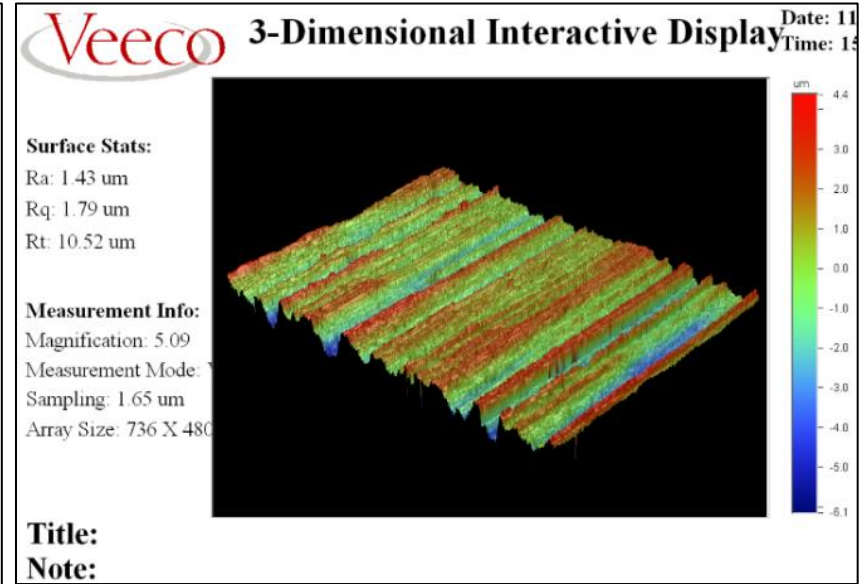 Veeco
3-Dimensional Interactive Display
Date: 11
Time: 15
Surface Stats:
Ra: 1.43 um
Rq: 1.79 um
Rt: 10.52 um
Measurement Info:
Magnification: 5.09
Measurement Mode:
Sampling: 1.65 um
Array Size: 736 X 480
um
4.4
3.0
2.0
1.0
0.0
-1.0
-2.0
-3.0
-4.0
-5.0
-6.1
Title:
Note: